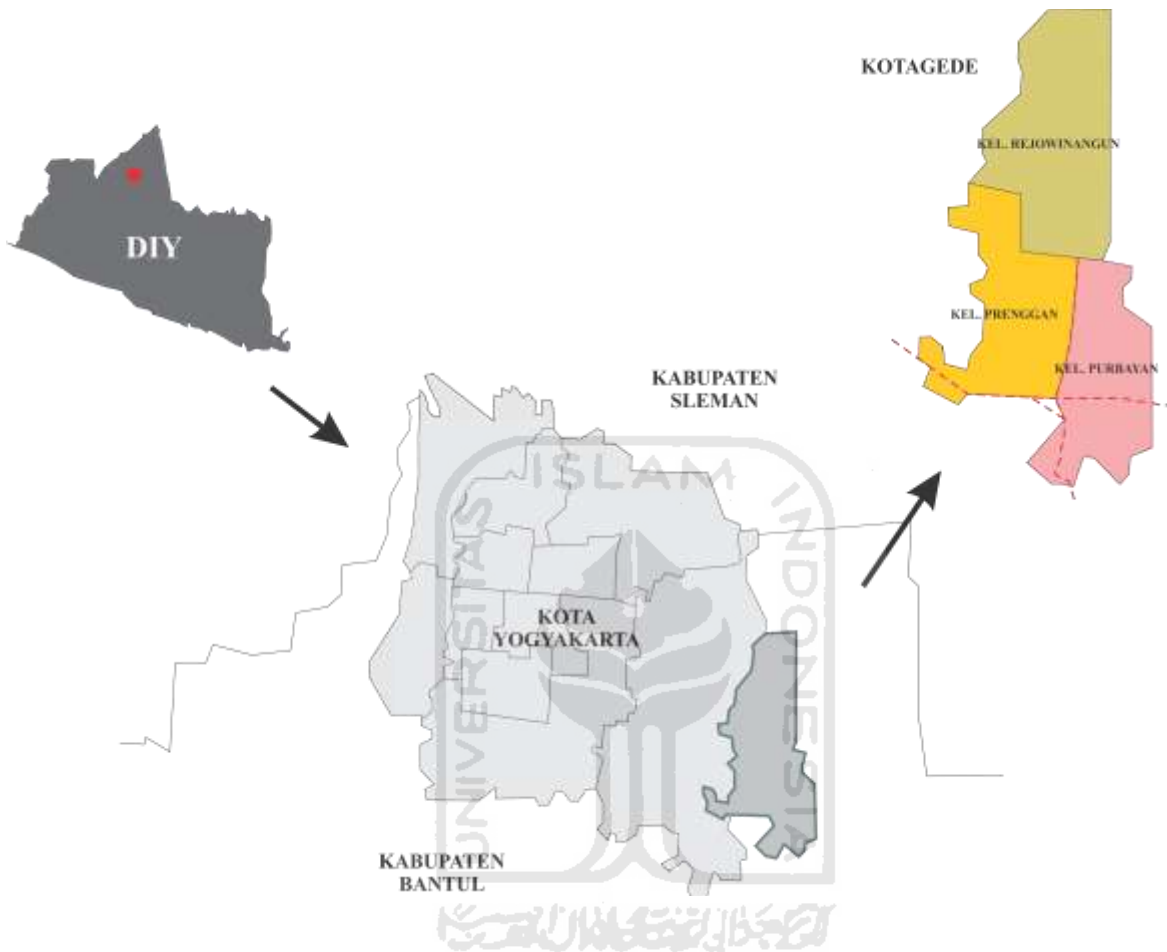 KOTAGEDE
KEL. REJOWINANGUN
DIY
KEL. PRENGGAN
KEL. PURBAYAN
KABUPATEN
SLEMAN
UNIVERSITAS
ISLAM
INDONESIA
KOTA
YOGYAKARTA
KABUPATEN
BANTUL